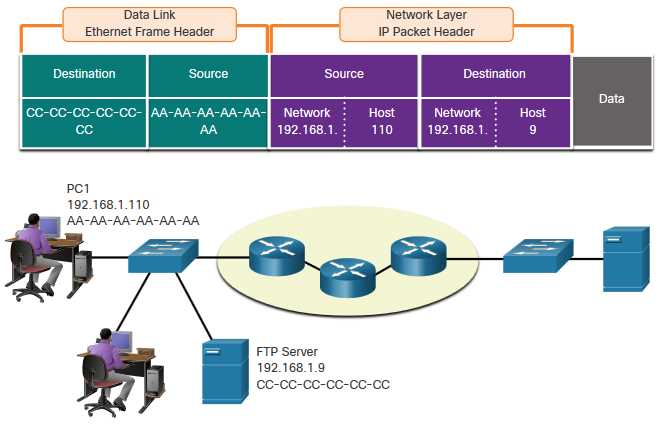 Data Link
Ethernet Frame Header
Network Layer
IP Packet Header
Destination
Source
Source
Destination
Data
CC-CC-CC-CC-CC-
CC
AA-AA-AA-AA-AA-
AA
Network
192.168.1.
Host
110
Network
192.168.1.
Host
9
PC1
192.168.1.110
AA-AA-AA-AA-AA-AA
FTP Server
192.168.1.9
CC-CC-CC-CC-CC-CC